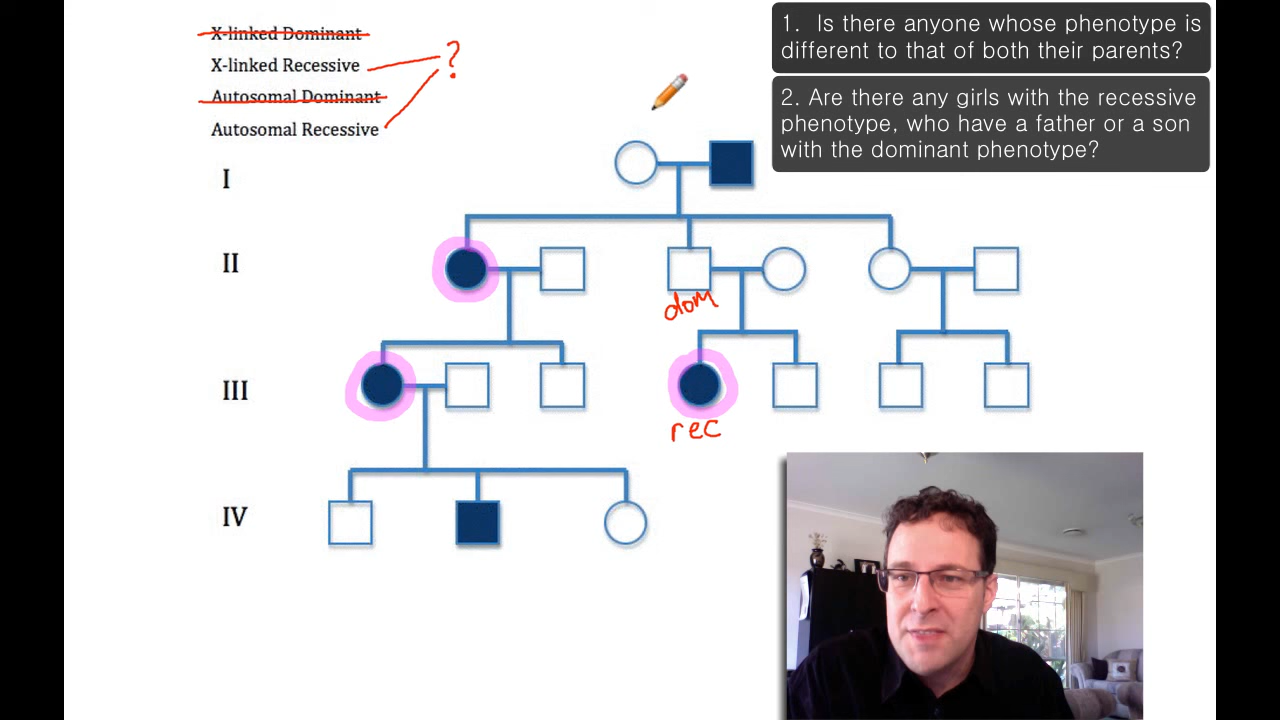 X-linked Dominant
X-linked Recessive
Autosomal Dominant
Autosomal Recessive
?
1. Is there anyone whose phenotype is
different to that of both their parents?
2. Are there any girls with the recessive
phenotype, who have a father or a son
with the dominant phenotype?
I
II
dom
III
rec
IV